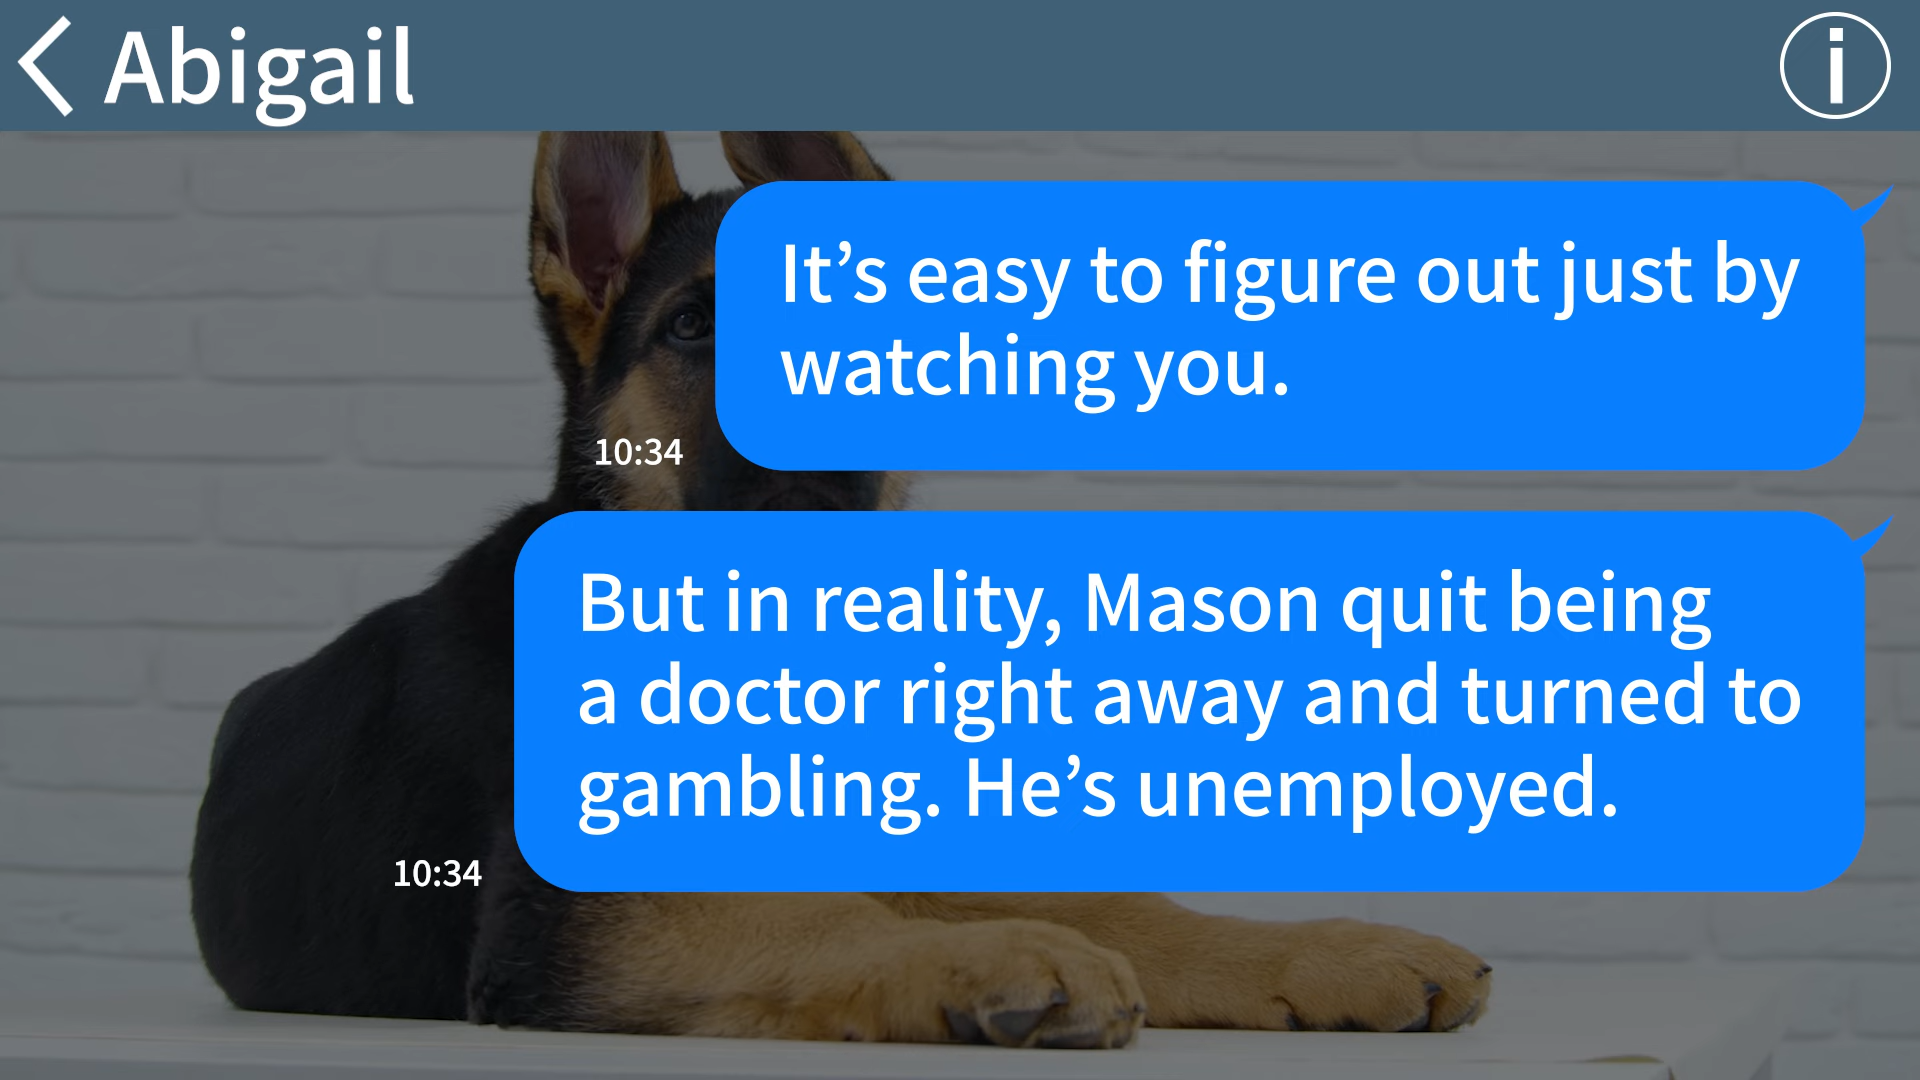 Abigail
It’s easy to figure out just by
watching you.
10:34
But in reality, Mason quit being
a doctor right away and turned to
gambling. He’s unemployed.
10:34